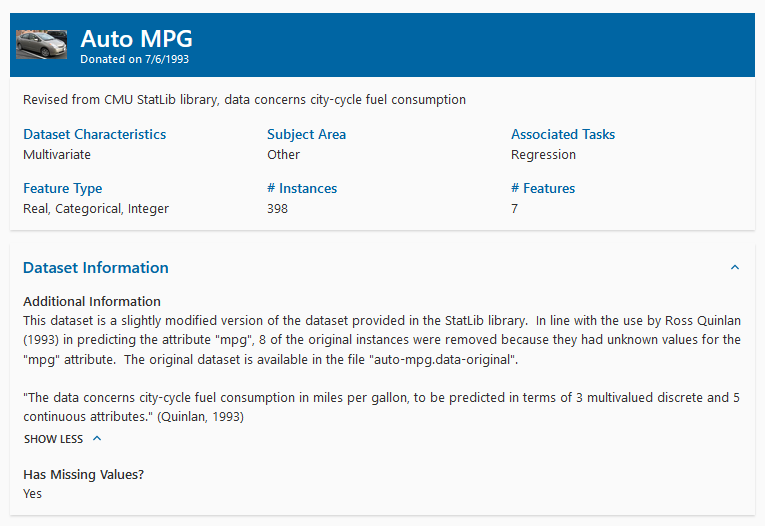 Auto MPG
Donated on 7/6/1993
Revised from CMU StatLib library, data concerns city-cycle fuel consumption
Dataset Characteristics
Multivariate
Subject Area
Other
Associated Tasks
Regression
Feature Type
Real, Categorical, Integer
# Instances
398
# Features
7
Dataset Information
Additional Information
This dataset is a slightly modified version of the dataset provided in the StatLib library.  In line with the use by Ross Quinlan
(1993) in predicting the attribute "mpg", 8 of the original instances were removed because they had unknown values for the
"mpg" attribute.  The original dataset is available in the file "auto-mpg.data-original".
"The data concerns city-cycle fuel consumption in miles per gallon, to be predicted in terms of 3 multivalued discrete and 5
continuous attributes." (Quinlan, 1993)
SHOW LESS
Has Missing Values?
Yes